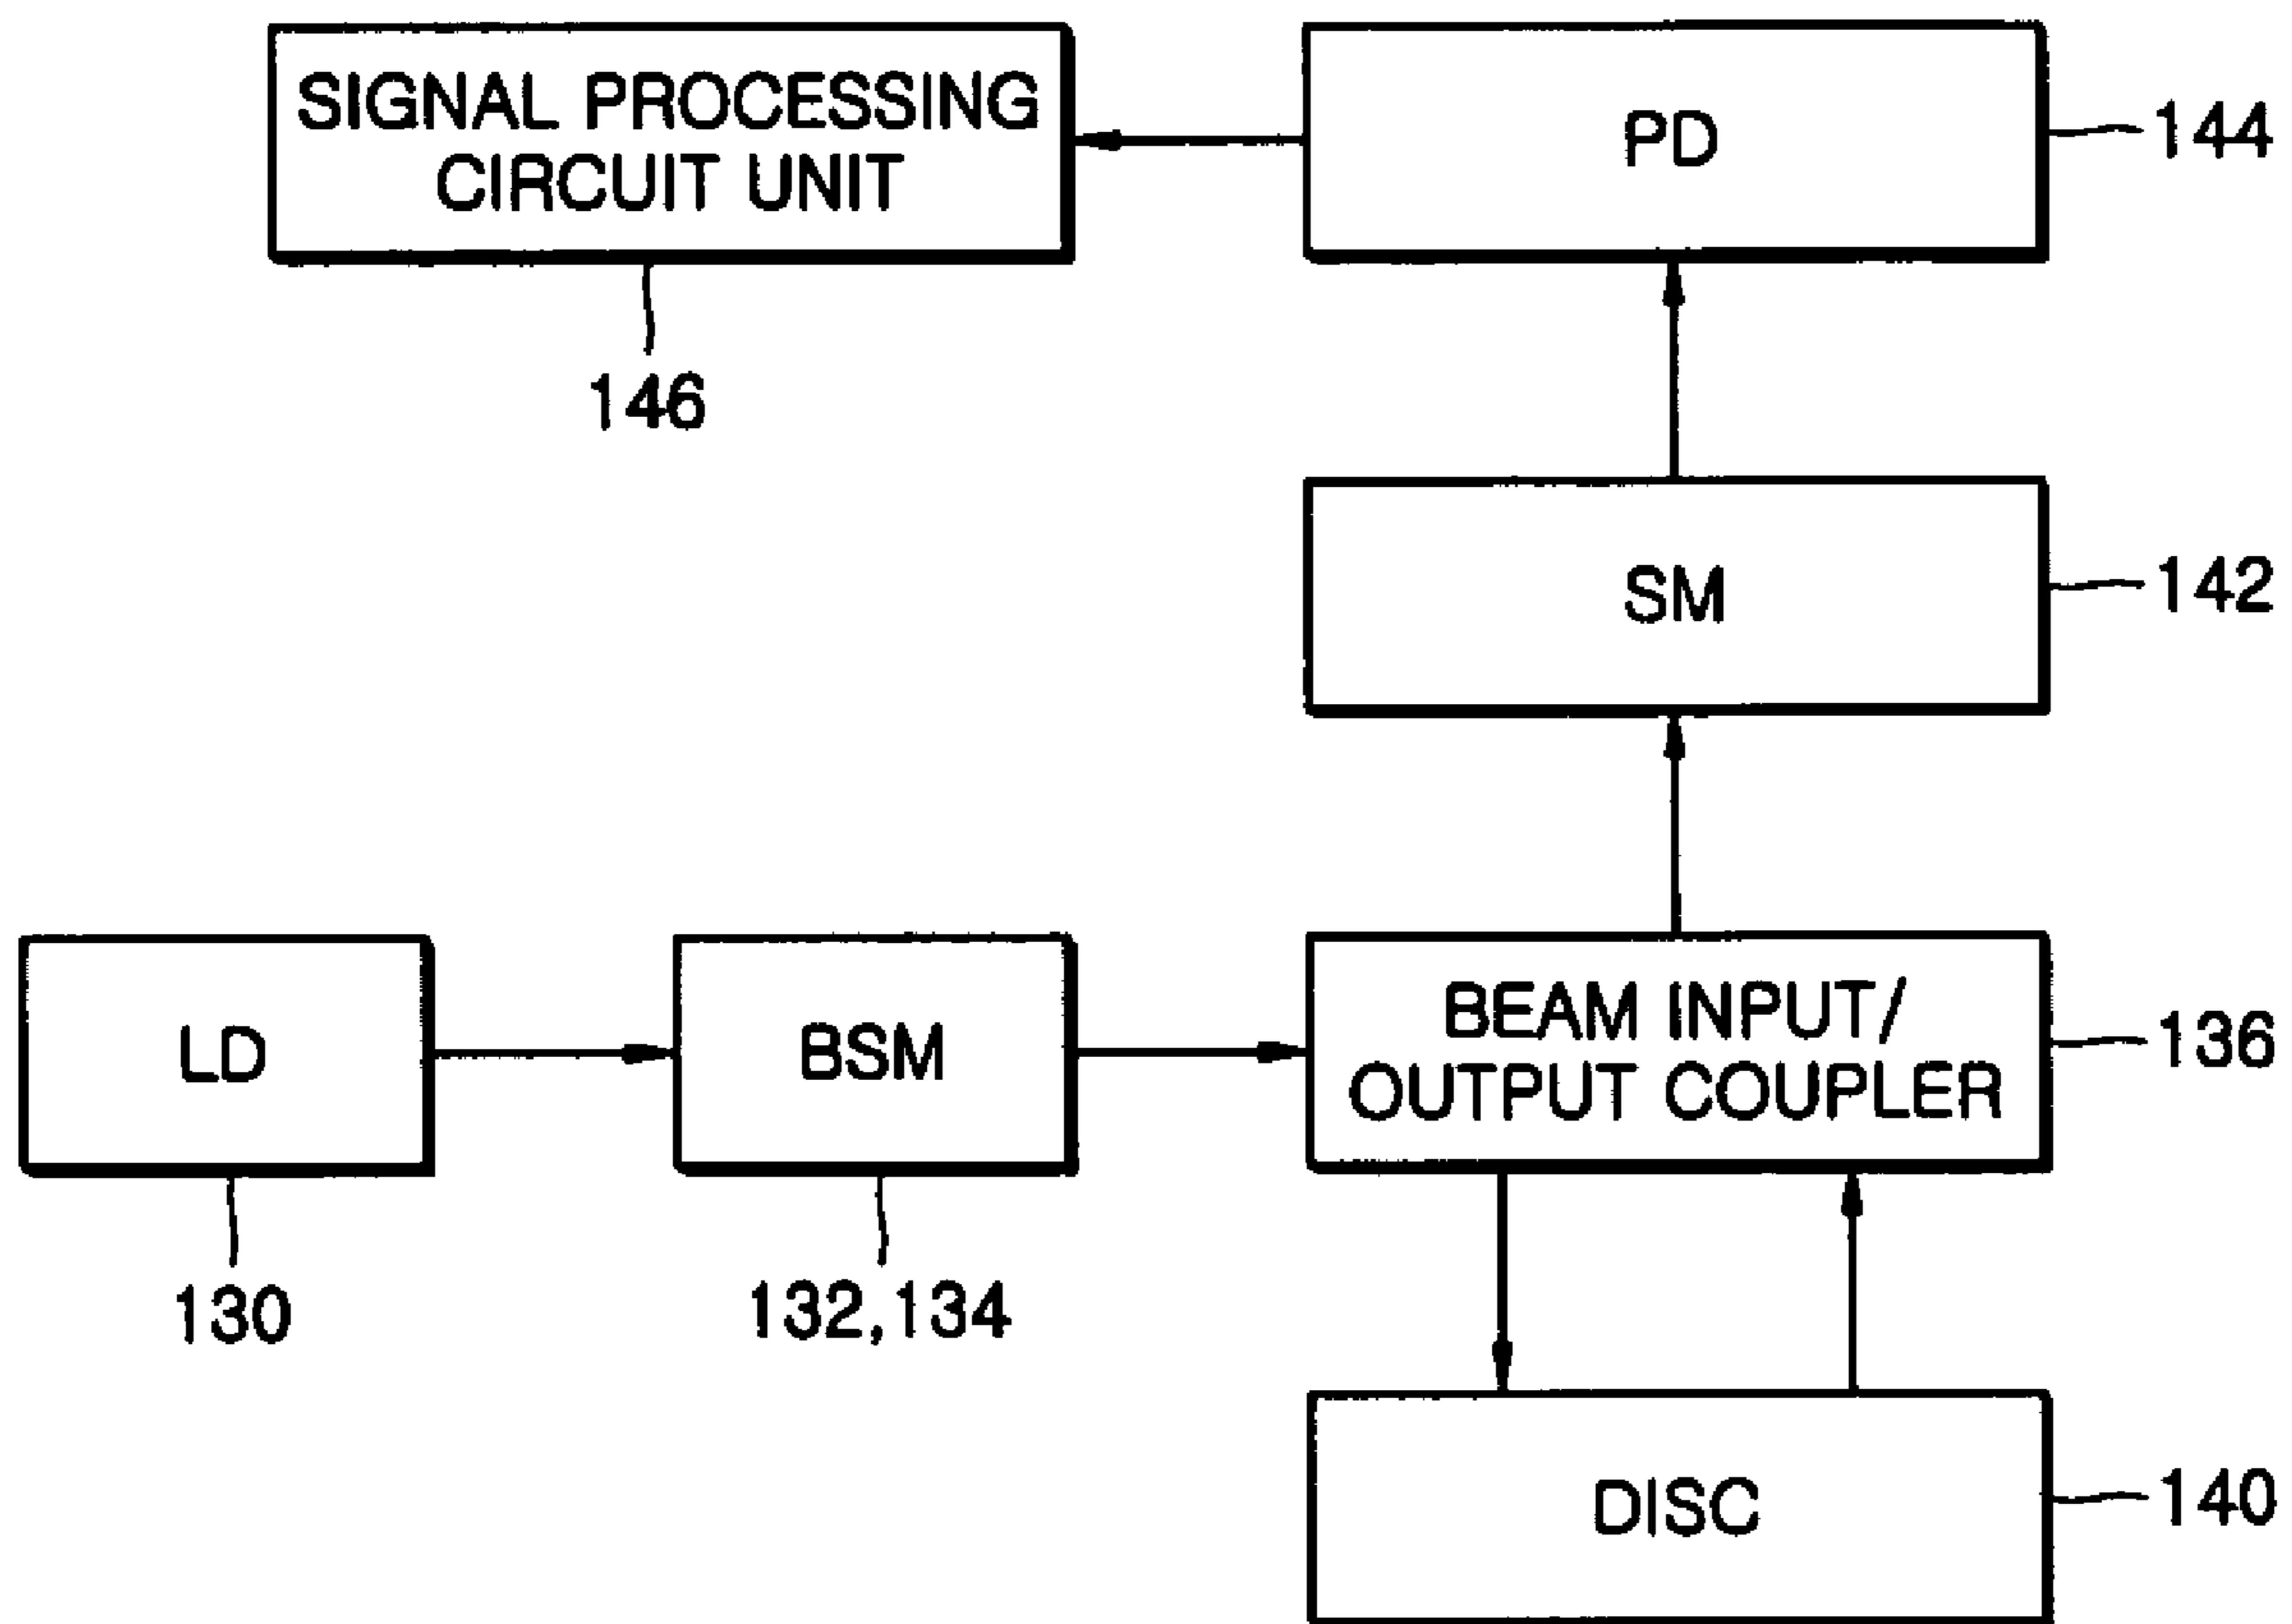 SIGNAL PROCESSING
CIRCUIT UNIT
146
PD
144
SM
142
LD
130
BSM
132,134
BEAM INPUT/
OUTPUT COUPLER
136
DISC
140